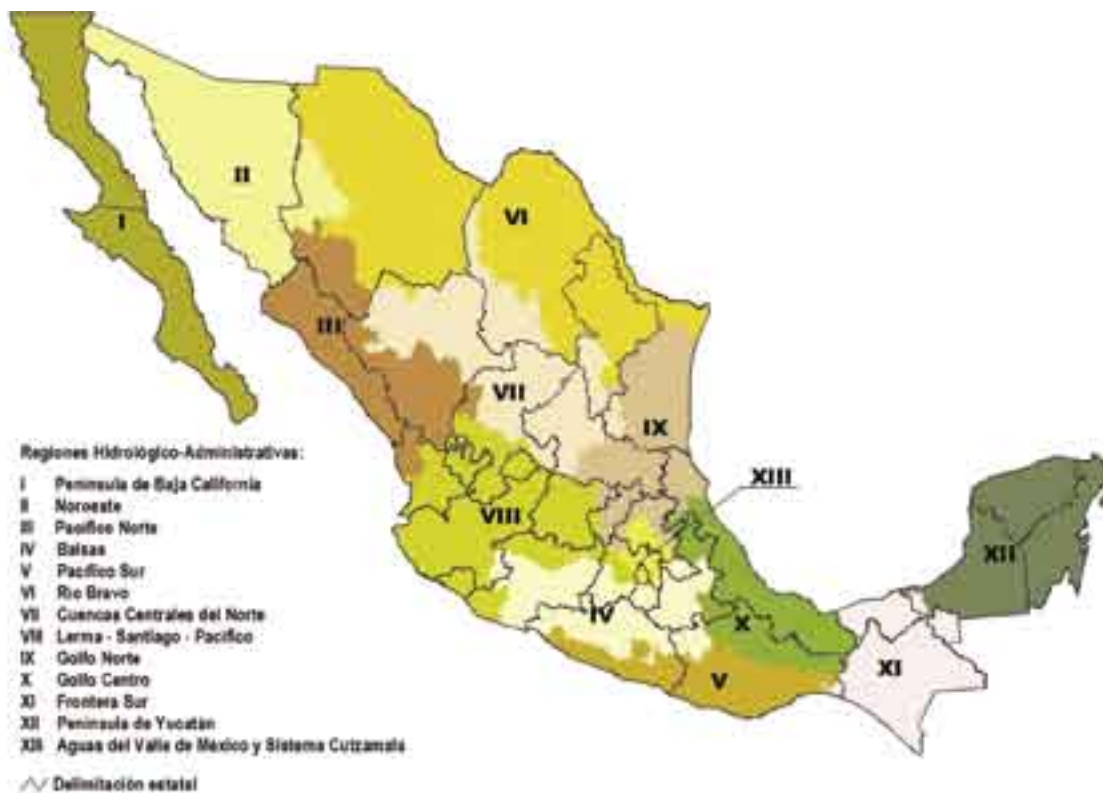 II
I
VI
III
VII
IX
XIII
VIII
XII
IV
X
XI
V
Regiones Hidrológico-Administrativas:
I Península de Baja California
II Noroeste
III Pacífico Norte
IV Balsas
V Pacífico Sur
VI Río Bravo
VII Cuencas Centrales del Norte
VIII Lerma - Santiago - Pacífico
IX Golfo Norte
X Golfo Centro
XI Frontera Sur
XII Península de Yucatán
XIII Aguas del Valle de México y Sistema Cutzamala
Delimitación estatal